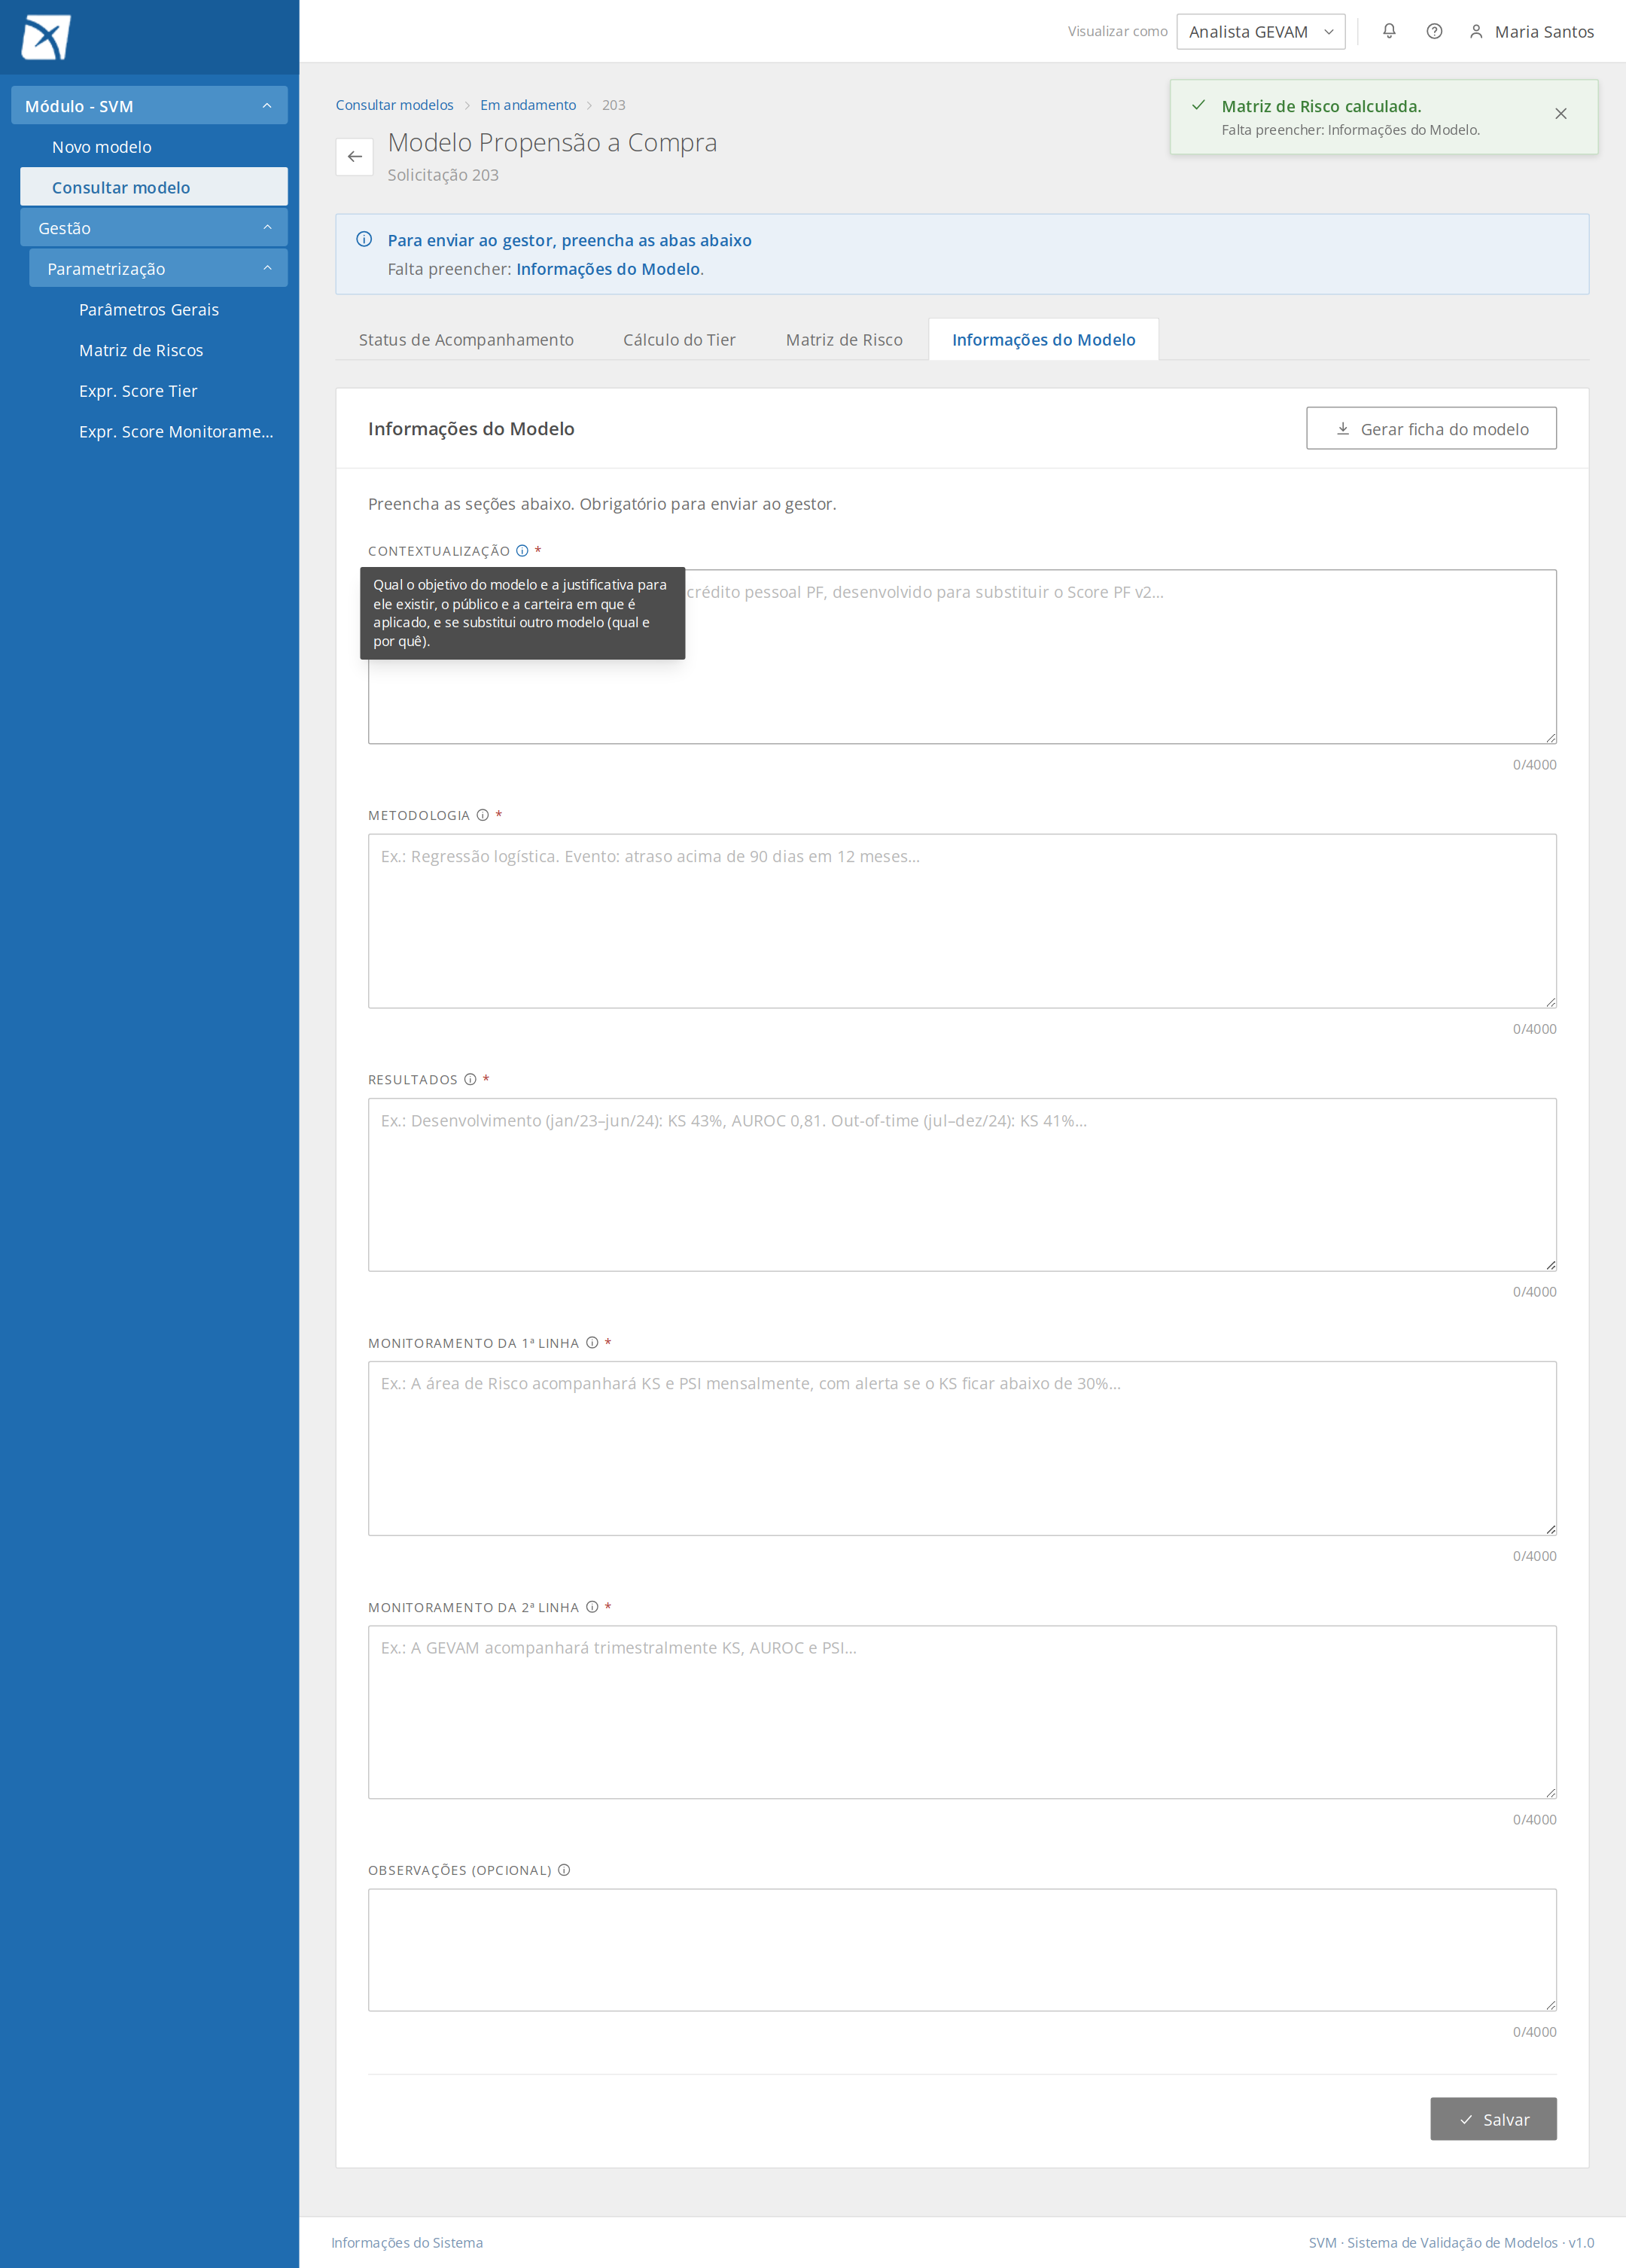 Visualizar como
Analista GEVAM
Maria Santos
Módulo - SVM
Novo modelo
Consultar modelo
Gestão
Parametrização
Parâmetros Gerais
Matriz de Riscos
Expr. Score Tier
Expr. Score Monitorame...
Consultar modelos > Em andamento > 203
Modelo Propensão a Compra
Solicitação 203
Matriz de Risco calculada.
Falta preencher: Informações do Modelo.
Para enviar ao gestor, preencha as abas abaixo
Falta preencher: Informações do Modelo.
Status de Acompanhamento
Cálculo do Tier
Matriz de Risco
Informações do Modelo
Informações do Modelo
Gerar ficha do modelo
Preencha as seções abaixo. Obrigatório para enviar ao gestor.
CONTEXTUALIZAÇÃO *
Qual o objetivo do modelo e a justificativa para
ele existir, o público e a carteira em que é
aplicado, e se substitui outro modelo (qual e
por quê).
crédito pessoal PF, desenvolvido para substituir o Score PF v2...
0/4000
METODOLOGIA *
Ex.: Regressão logística. Evento: atraso acima de 90 dias em 12 meses...
0/4000
RESULTADOS *
Ex.: Desenvolvimento (jan/23–jun/24): KS 43%, AUROC 0,81. Out-of-time (jul–dez/24): KS 41%...
0/4000
MONITORAMENTO DA 1ª LINHA *
Ex.: A área de Risco acompanhará KS e PSI mensalmente, com alerta se o KS ficar abaixo de 30%...
0/4000
MONITORAMENTO DA 2ª LINHA *
Ex.: A GEVAM acompanhará trimestralmente KS, AUROC e PSI...
0/4000
OBSERVAÇÕES (OPCIONAL)
0/4000
Salvar
Informações do Sistema
SVM · Sistema de Validação de Modelos · v1.0